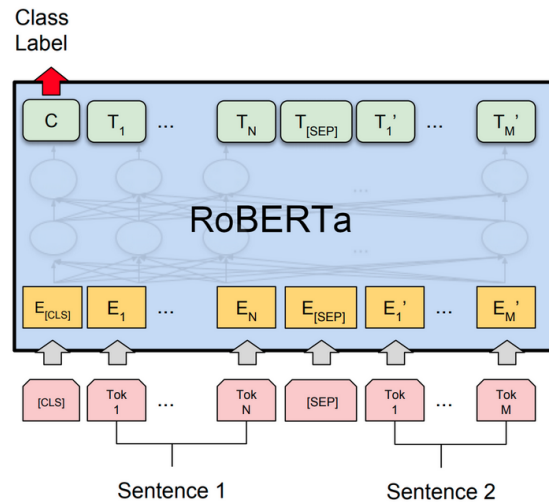 Class
Label
C T1 ... TN T[SEP] T1' ... TM'
...
RoBERTa
...
E[CLS] E1 ... EN E[SEP] E1' ... EM'
[CLS] Tok 1 ... Tok N [SEP] Tok 1 ... Tok M
Sentence 1 Sentence 2